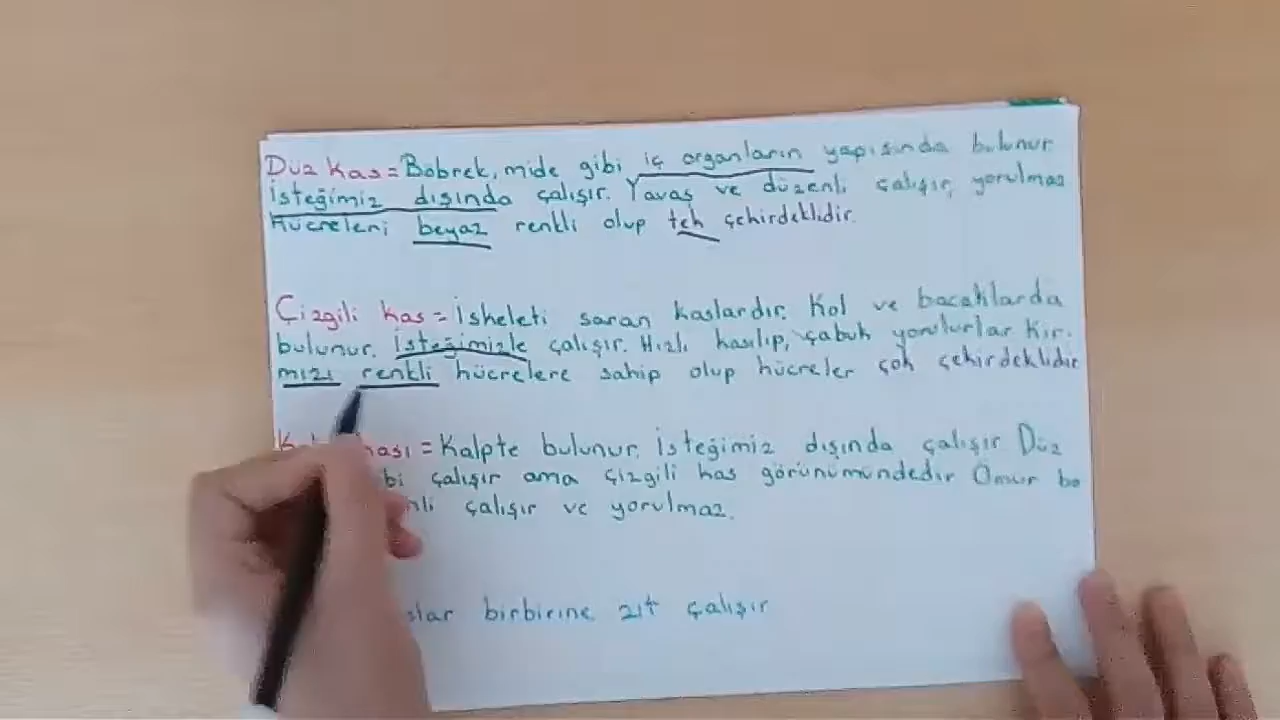 Düz kas = Böbrek, mide gibi iç organların yapısında bulunur
İsteğimiz dışında çalışır. Yavaş ve düzenli çalışır, yorulmaz
Hücreleri beyaz renkli olup tek çekirdeklidir.
Çizgili kas = İskeleti saran kaslardır. Kol ve bacaklarda
bulunur. İsteğimizle çalışır. Hızlı kasılıp, çabuk yorulurlar Kır-
mızı renkli hücrelere sahip olup hücreler çok çekirdeklidir
kası = Kalpte bulunur. İsteğimiz dışında çalışır Düz
çalışır ama çizgili kas görünümündedir Ömür bo
çalışır ve yorulmaz.
birbirine zıt çalışır